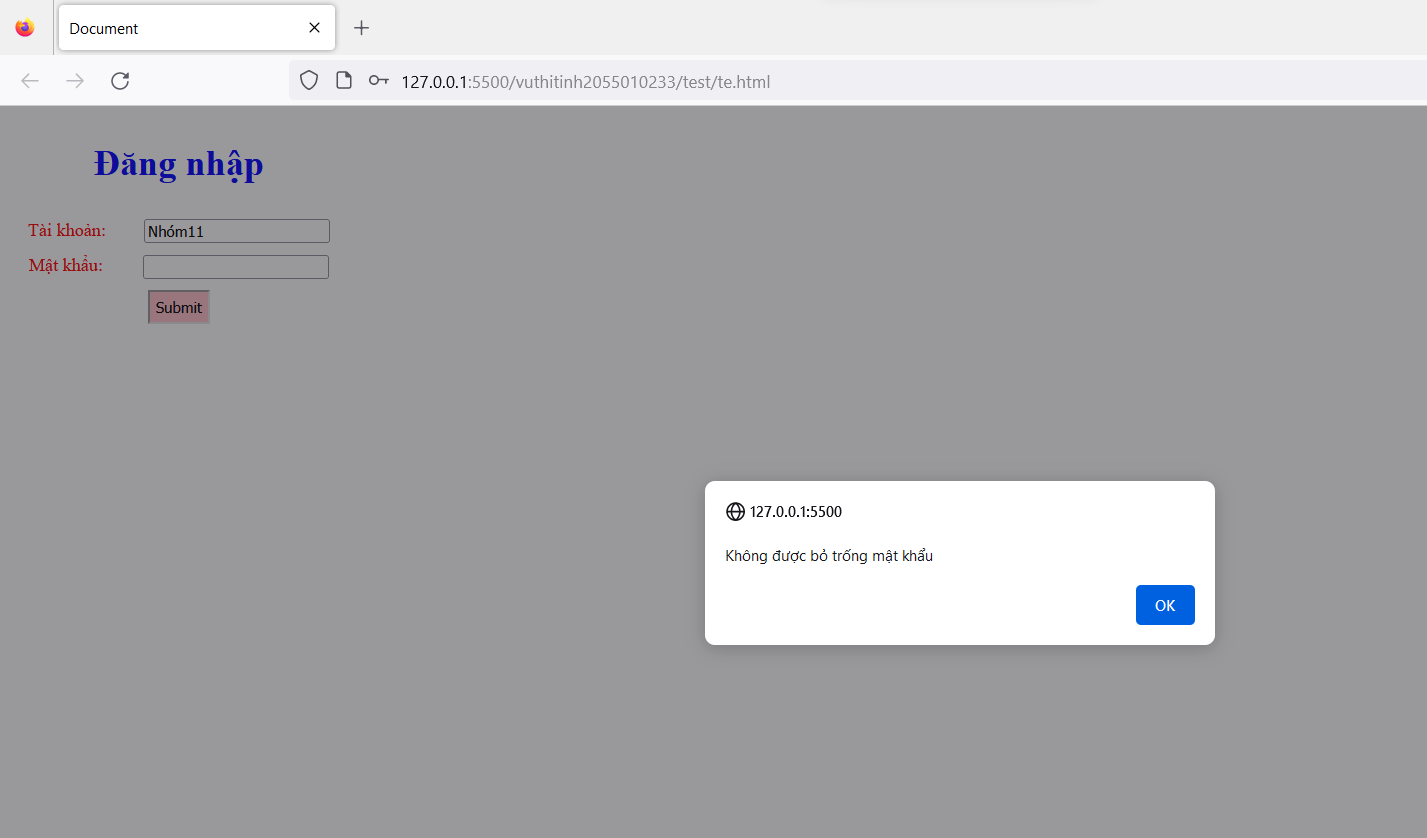 Document
127.0.0.1:5500/vuthitinh2055010233/test/te.html
Đăng nhập
Tài khoản: Nhóm11
Mật khẩu:
Submit
127.0.0.1:5500
Không được bỏ trống mật khẩu
OK